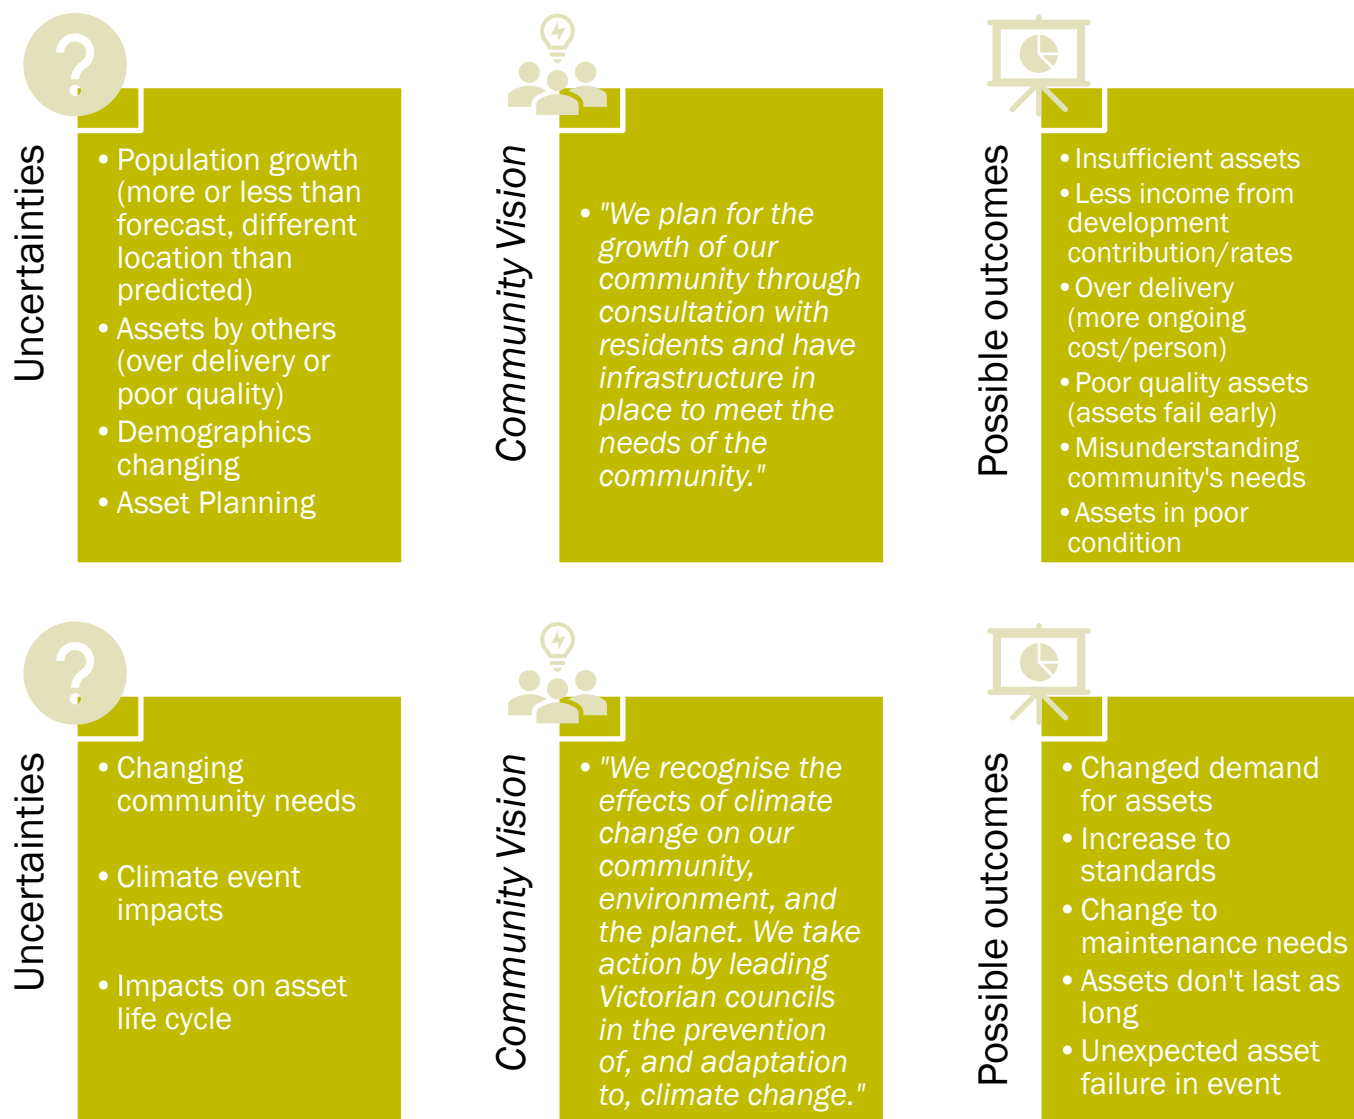 Uncertainties
• Population growth
(more or less than
forecast, different
location than
predicted)
• Assets by others
(over delivery or
poor quality)
• Demographics
changing
• Asset Planning
Community Vision
• "We plan for the
growth of our
community through
consultation with
residents and have
infrastructure in
place to meet the
needs of the
community."
Possible outcomes
• Insufficient assets
• Less income from
development
contribution/rates
• Over delivery
(more ongoing
cost/person)
• Poor quality assets
(assets fail early)
• Misunderstanding
community's needs
• Assets in poor
condition
Uncertainties
• Changing
community needs
• Climate event
impacts
• Impacts on asset
life cycle
Community Vision
• "We recognise the
effects of climate
change on our
community,
environment, and
the planet. We take
action by leading
Victorian councils
in the prevention
of, and adaptation
to, climate change."
Possible outcomes
• Changed demand
for assets
• Increase to
standards
• Change to
maintenance needs
• Assets don't last as
long
• Unexpected asset
failure in event